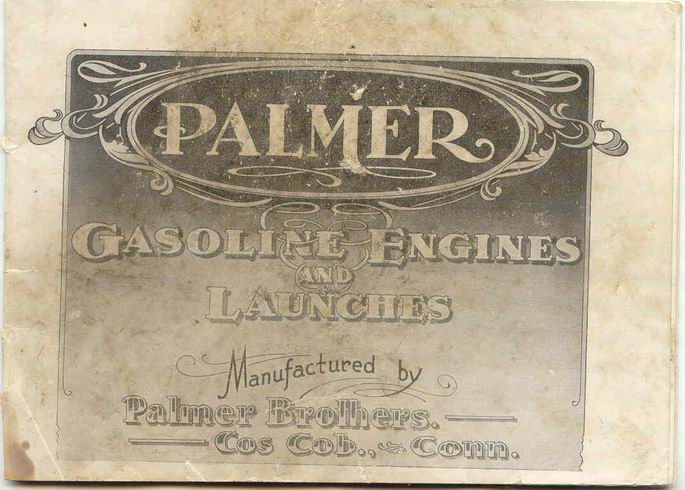 PALMER
GASOLINE ENGINES
AND
LAUNCHES
Manufactured by
Palmer Brothers.
Cos Cob., Conn.